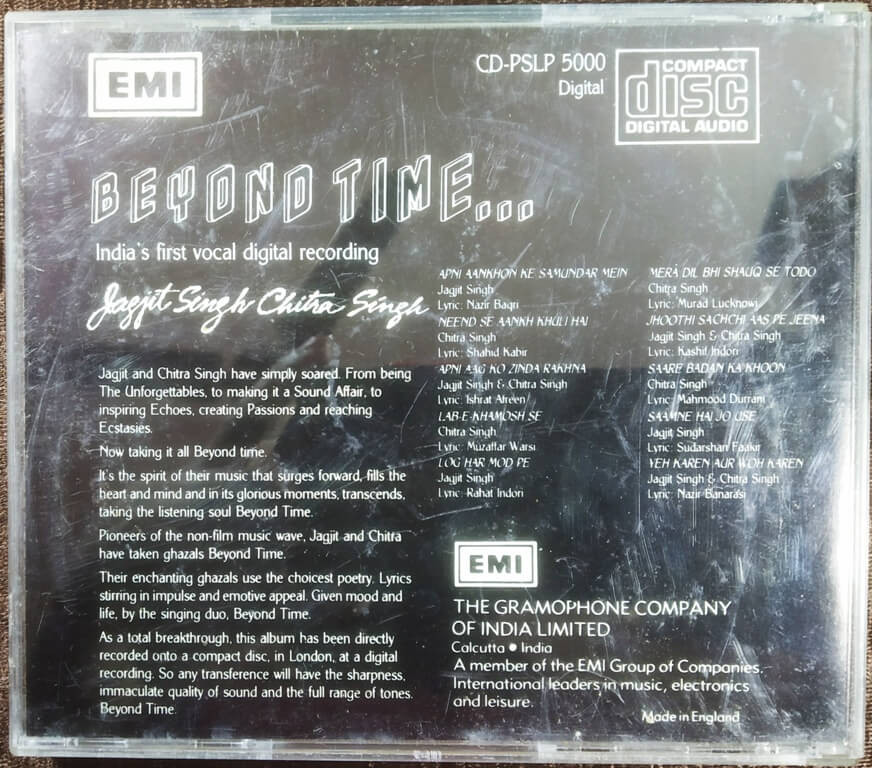 EMI
CD-PSLP 5000
Digital
COMPACT
disc
DIGITAL AUDIO
BEYOND TIME...
India's first vocal digital recording
Jagjit Singh Chitra Singh
Jagjit and Chitra Singh have simply soared. From being
The Unforgettables, to making it a Sound Affair, to
inspiring Echoes, creating Passions and reaching
Ecstasies.
Now taking it all Beyond time.
It's the spirit of their music that surges forward, fills the
heart and mind and in its glorious moments, transcends,
taking the listening soul Beyond Time.
Pioneers of the non-film music wave, Jagjit and Chitra
have taken ghazals Beyond Time.
Their enchanting ghazals use the choicest poetry. Lyrics
stirring in impulse and emotive appeal. Given mood and
life, by the singing duo, Beyond Time.
As a total breakthrough, this album has been directly
recorded onto a compact disc, in London, at a digital
recording. So any transference will have the sharpness,
immaculate quality of sound and the full range of tones.
Beyond Time.
APNI AANKHON KE SAMUNDAR MEIN
Jagjit Singh
Lyric: Nazir Baqri
NEEND SE AANKH KHULI HAI
Chitra Singh
Lyric: Shahid Kabir
APNI AAG KO ZINDA RAKHNA
Jagjit Singh & Chitra Singh
Lyric: Ishrat Afreen
LAB-E-KHAMOSH SE
Chitra Singh
Lyric: Muzaffar Warsi
LOG HAR MOD PE
Jagjit Singh
Lyric: Rahat Indori
MERA DIL BHI SHAUQ SE TODO
Chitra Singh
Lyric: Murad Lucknowi
JHOOTHI SACHCHI AAS PE JEENA
Jagjit Singh & Chitra Singh
Lyric: Kashif Indori
SAARE BADAN KA KHOON
Chitra Singh
Lyric: Mahmood Durrani
SAAMNE HAI JO USE
Jagjit Singh
Lyric: Sudarshan Faakir
YEH KAREN AUR WOH KAREN
Jagjit Singh & Chitra Singh
Lyric: Nazir Banarasi
EMI
THE GRAMOPHONE COMPANY
OF INDIA LIMITED
Calcutta • India
A member of the EMI Group of Companies.
International leaders in music, electronics
and leisure.
Made in England